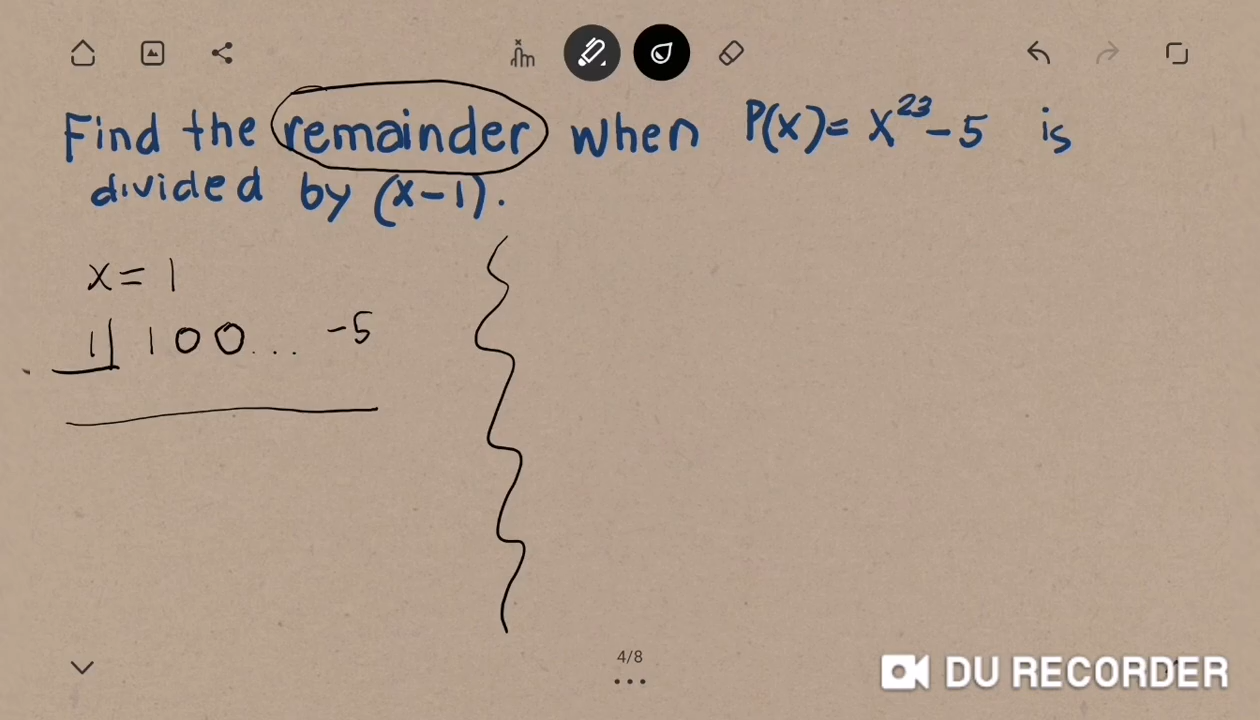 Find the remainder when P(x)= x²³-5 is
divided by (x-1).
x= 1
1| 1 0 0 ... -5
4/8
DU RECORDER